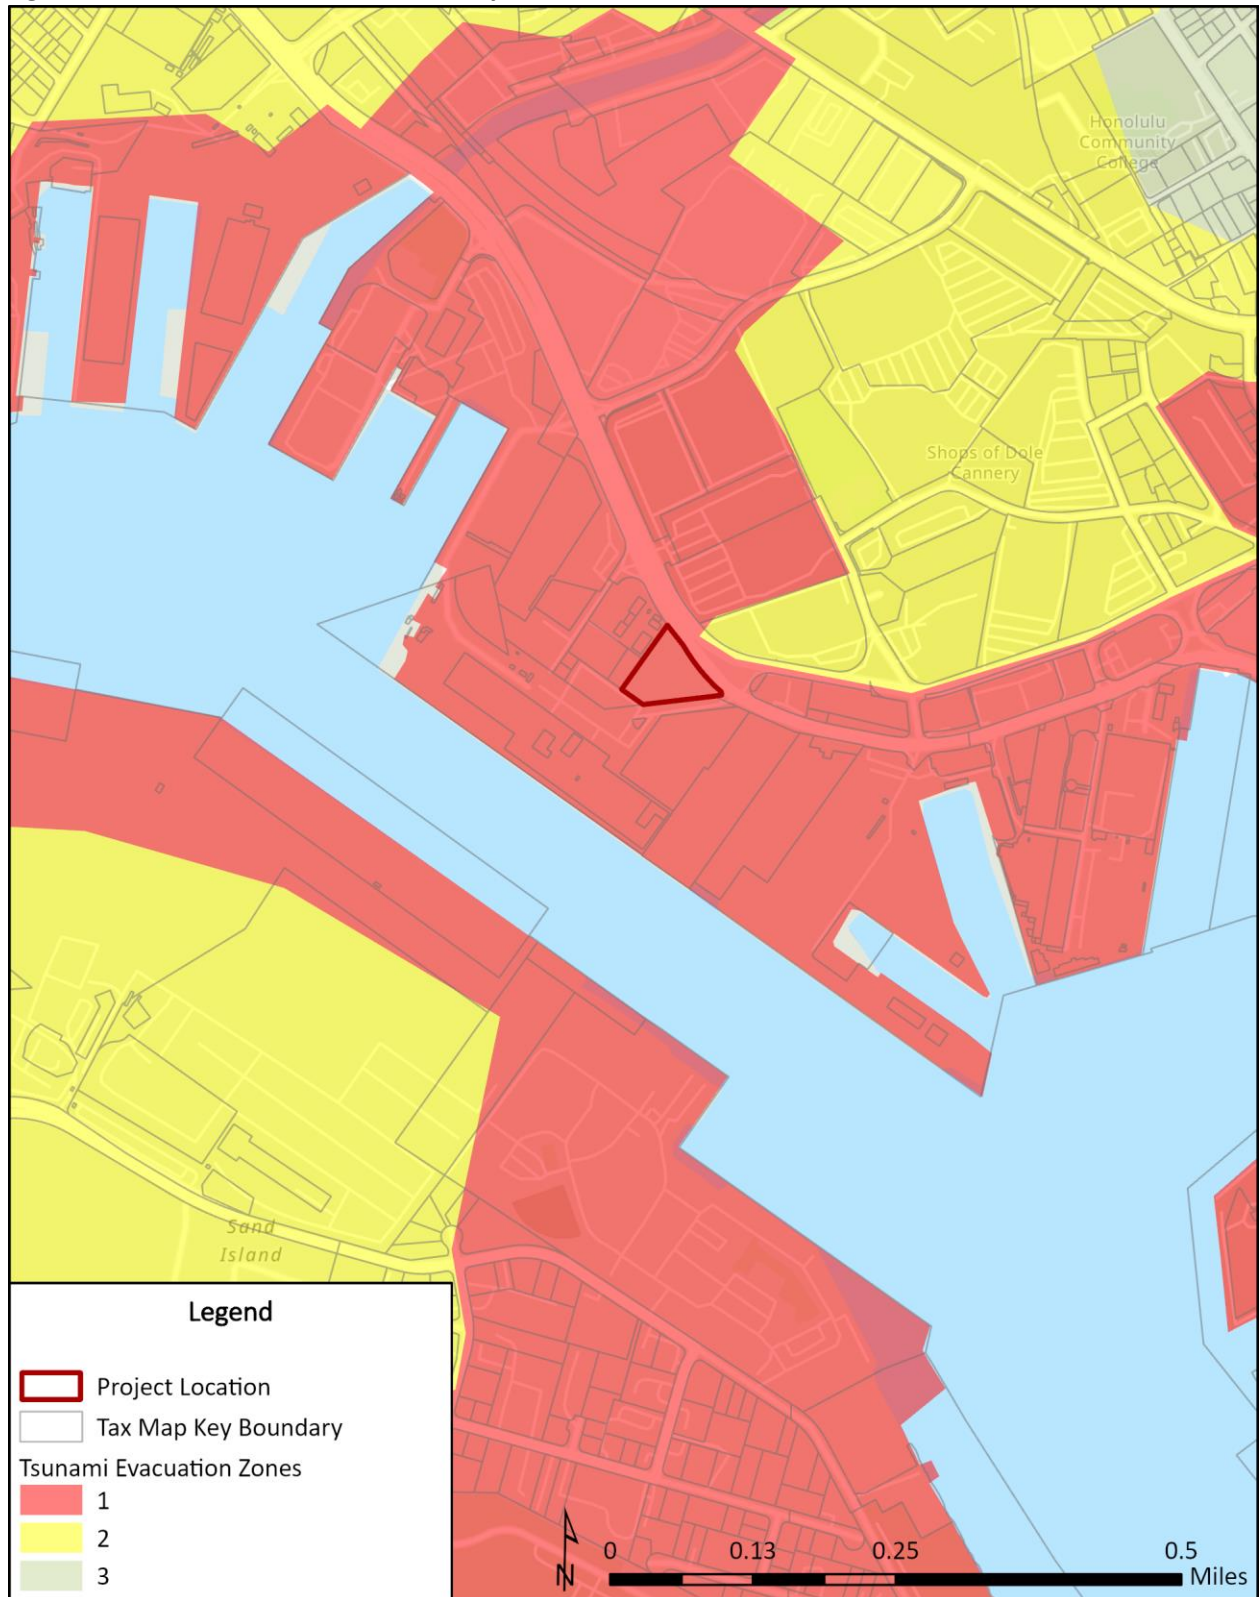 Honolulu
Community
College
Shops of Dole
Cannery
Sand
Island
Legend
Project Location
Tax Map Key Boundary
Tsunami Evacuation Zones
1
2
3
N
0 0.13 0.25 0.5
Miles